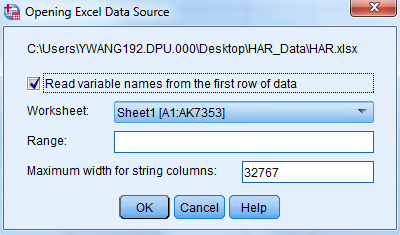 Opening Excel Data Source
C:\Users\YWANG192.DPU.000\Desktop\HAR_Data\HAR.xlsx
Read variable names from the first row of data
Worksheet: Sheet1 [A1:AK7353]
Range:
Maximum width for string columns: 32767
OK Cancel Help